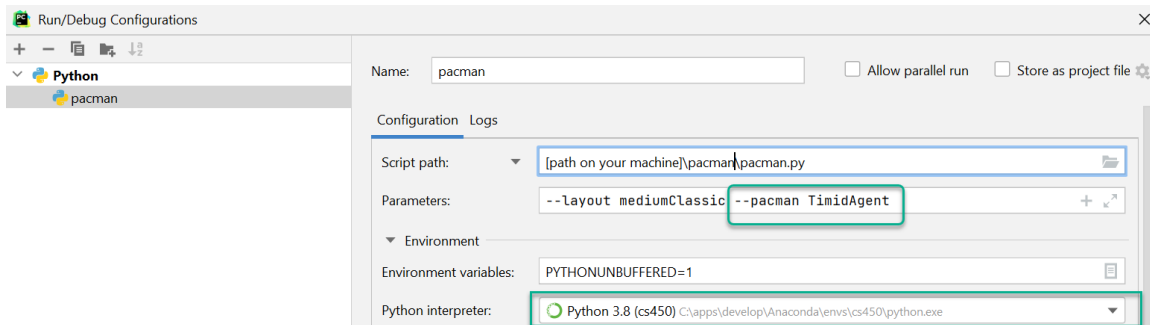 Run/Debug Configurations
Python
pacman
Name: pacman
Allow parallel run
Store as project file
Configuration Logs
Script path: [path on your machine]\pacman\pacman.py
Parameters: --layout mediumClassic --pacman TimidAgent
Environment
Environment variables: PYTHONUNBUFFERED=1
Python interpreter: Python 3.8 (cs450) C:\apps\develop\Anaconda\envs\cs450\python.exe